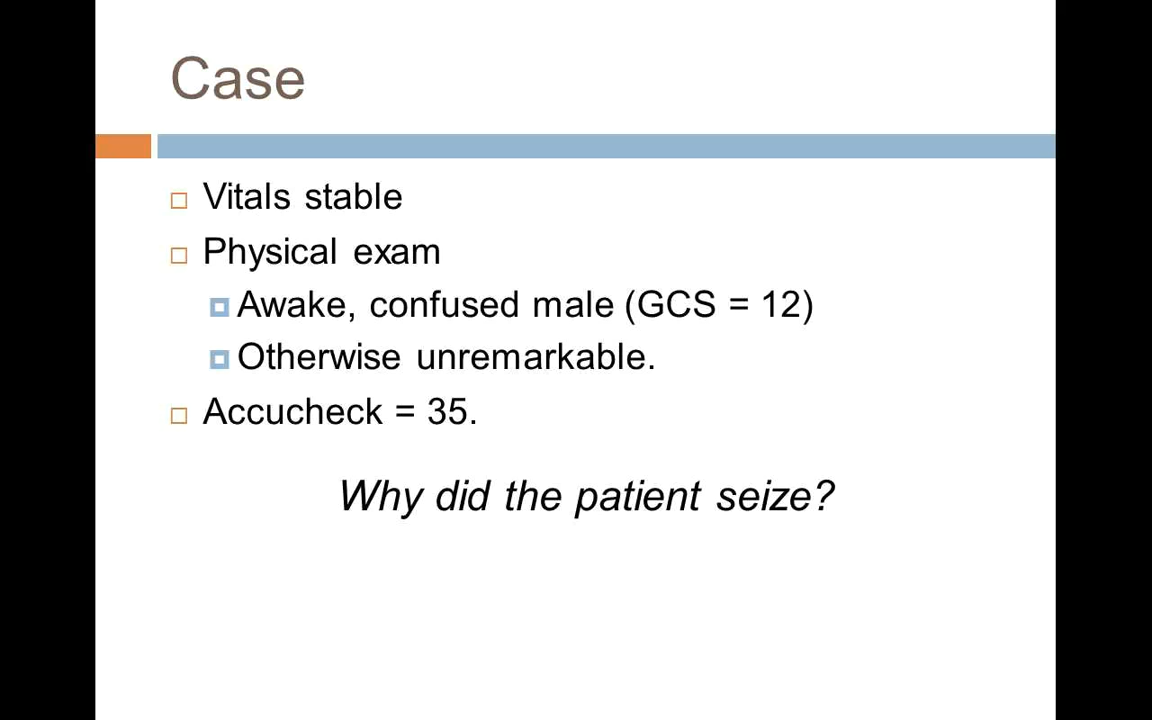 Case
Vitals stable
Physical exam
Awake, confused male (GCS = 12)
Otherwise unremarkable.
Accucheck = 35.
Why did the patient seize?